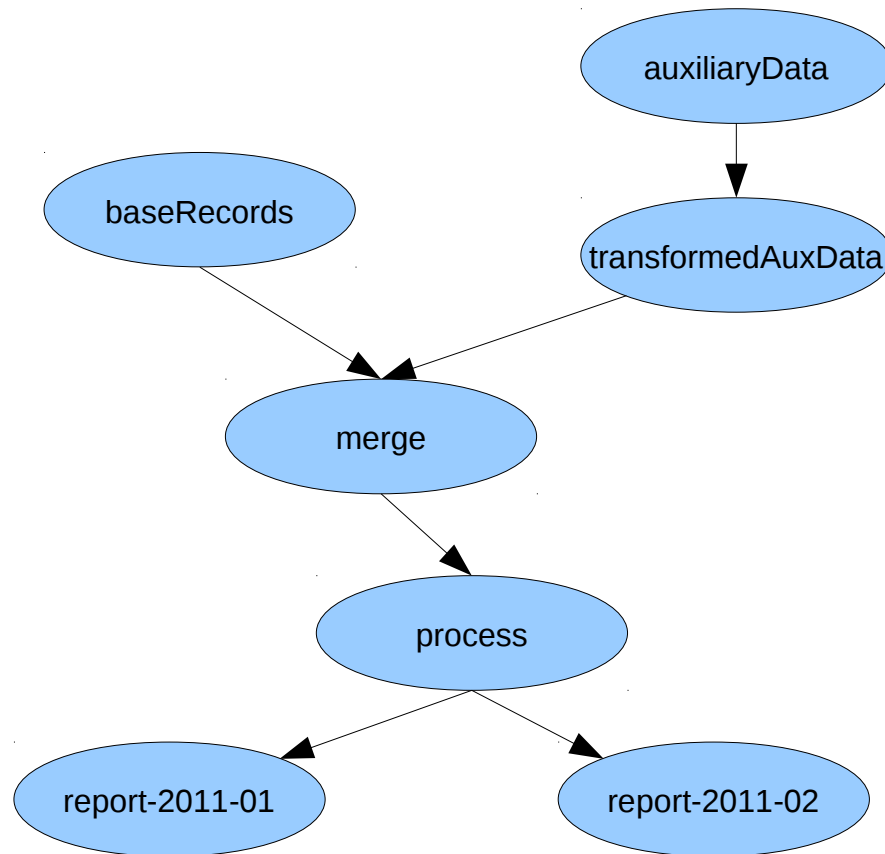 auxiliaryData
baseRecords
transformedAuxData
merge
process
report-2011-01
report-2011-02